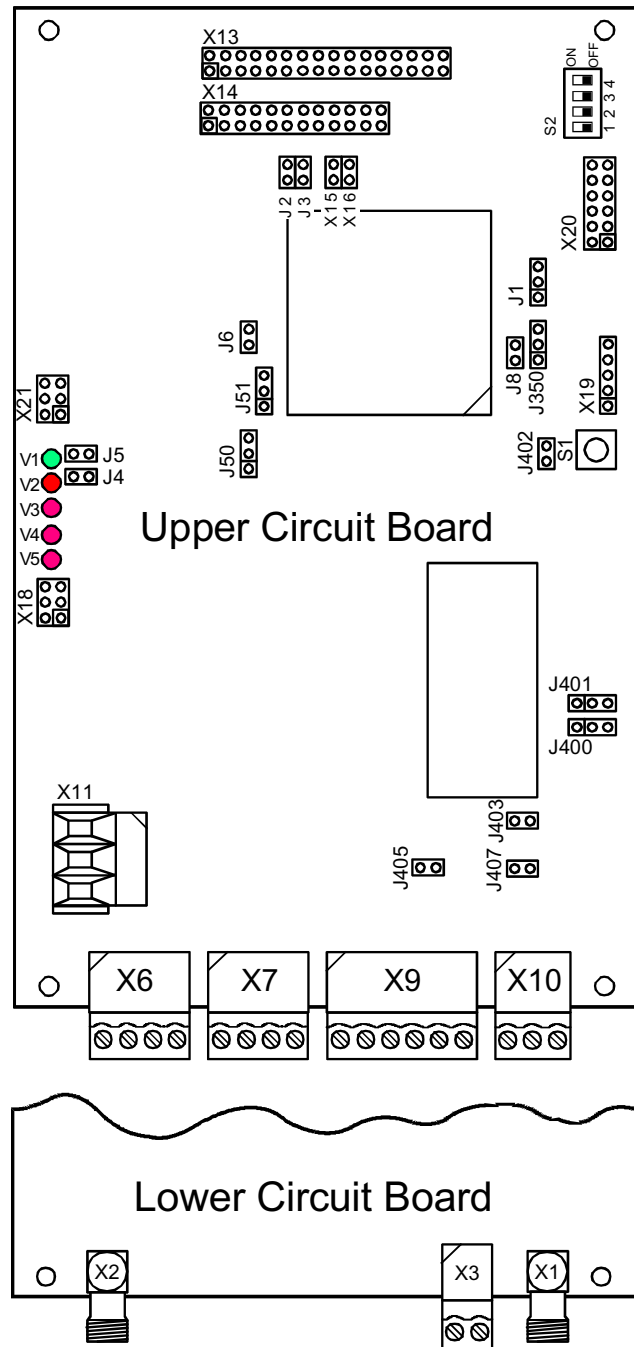 X13
X14
ON
OFF
S2
1 2 3 4
J2
J3
X15
X16
X20
J1
J6
J8
J350
X19
J51
X21
J50
J402
S1
V1
J5
V2
J4
V3
V4
V5
Upper Circuit Board
X18
J401
J400
X11
J403
J405
J407
X6
X7
X9
X10
Lower Circuit Board
X2
X3
X1